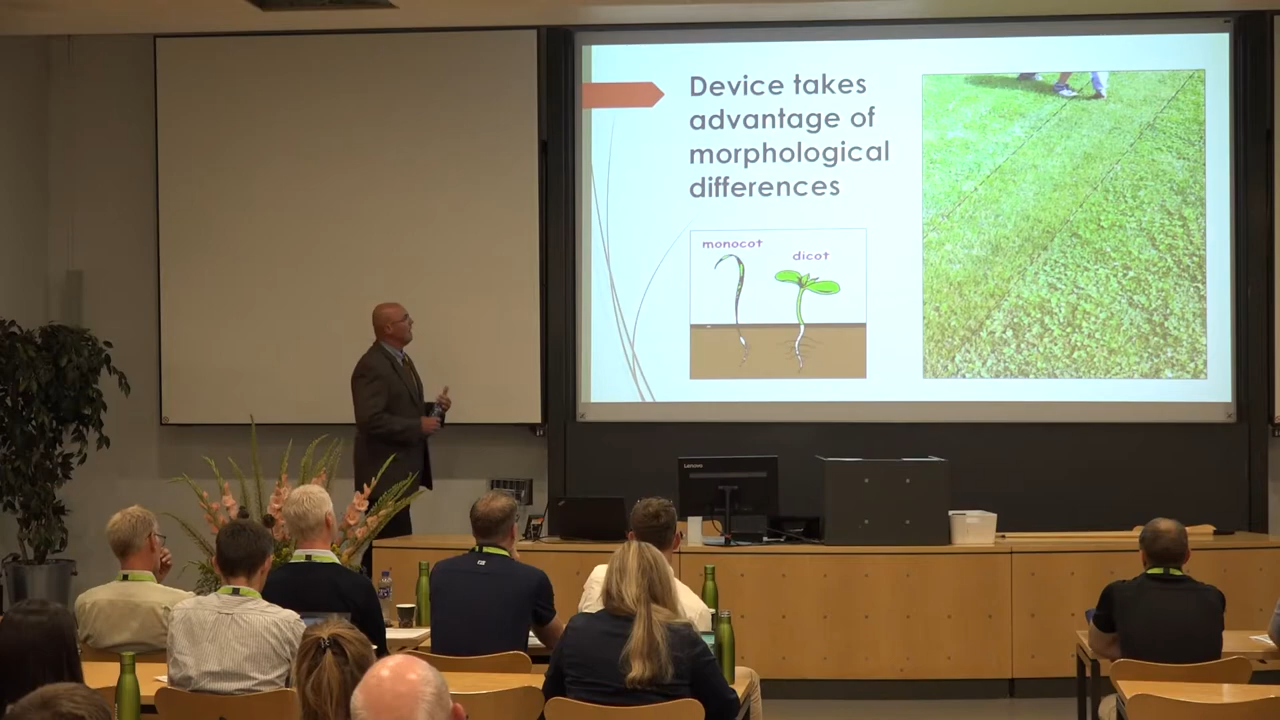 Device takes
advantage of
morphological
differences
monocot
dicot
Lenovo